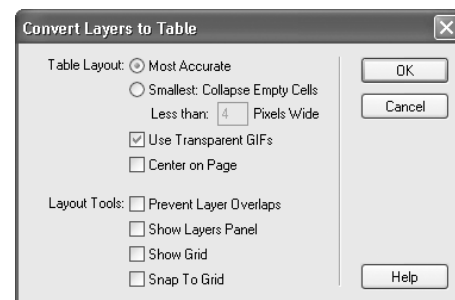 Convert Layers to Table
Table Layout: Most Accurate
Smallest: Collapse Empty Cells
Less than: 4 Pixels Wide
Use Transparent GIFs
Center on Page
Layout Tools: Prevent Layer Overlaps
Show Layers Panel
Show Grid
Snap To Grid
OK
Cancel
Help